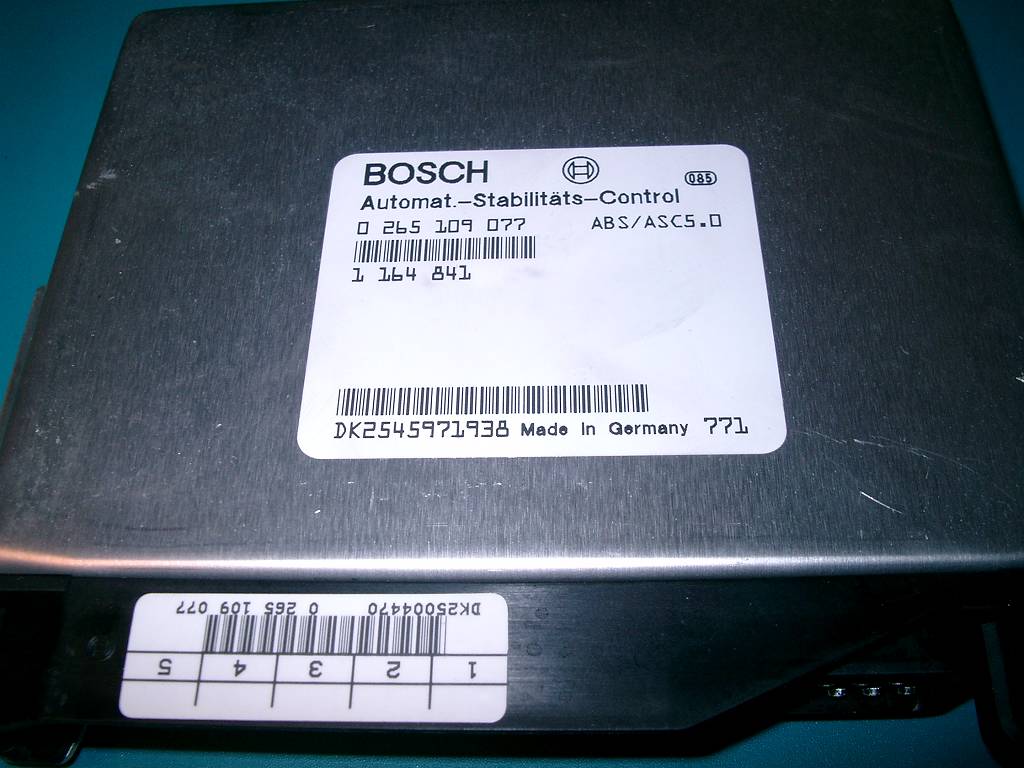 BOSCH
085
Automat.-Stabilitäts-Control
0 265 109 077 ABS/ASC5.0
1 164 841
DK2545971938 Made in Germany 771
DK25004470 0 265 109 077
1 2 3 4 5